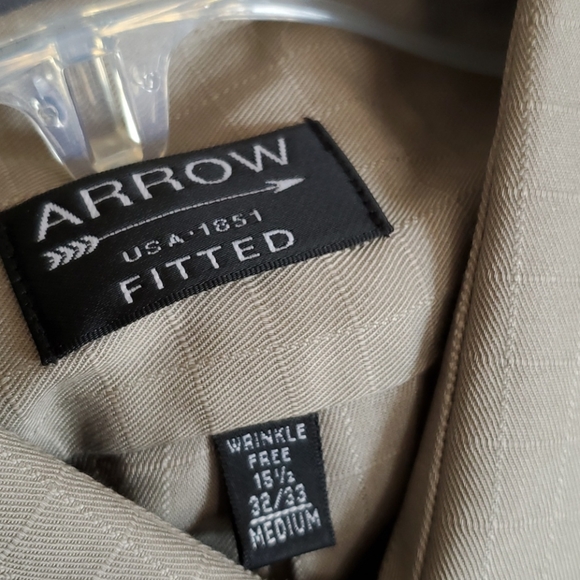 ARROW
USA·1851
FITTED
WRINKLE
FREE
15½
32/33
MEDIUM